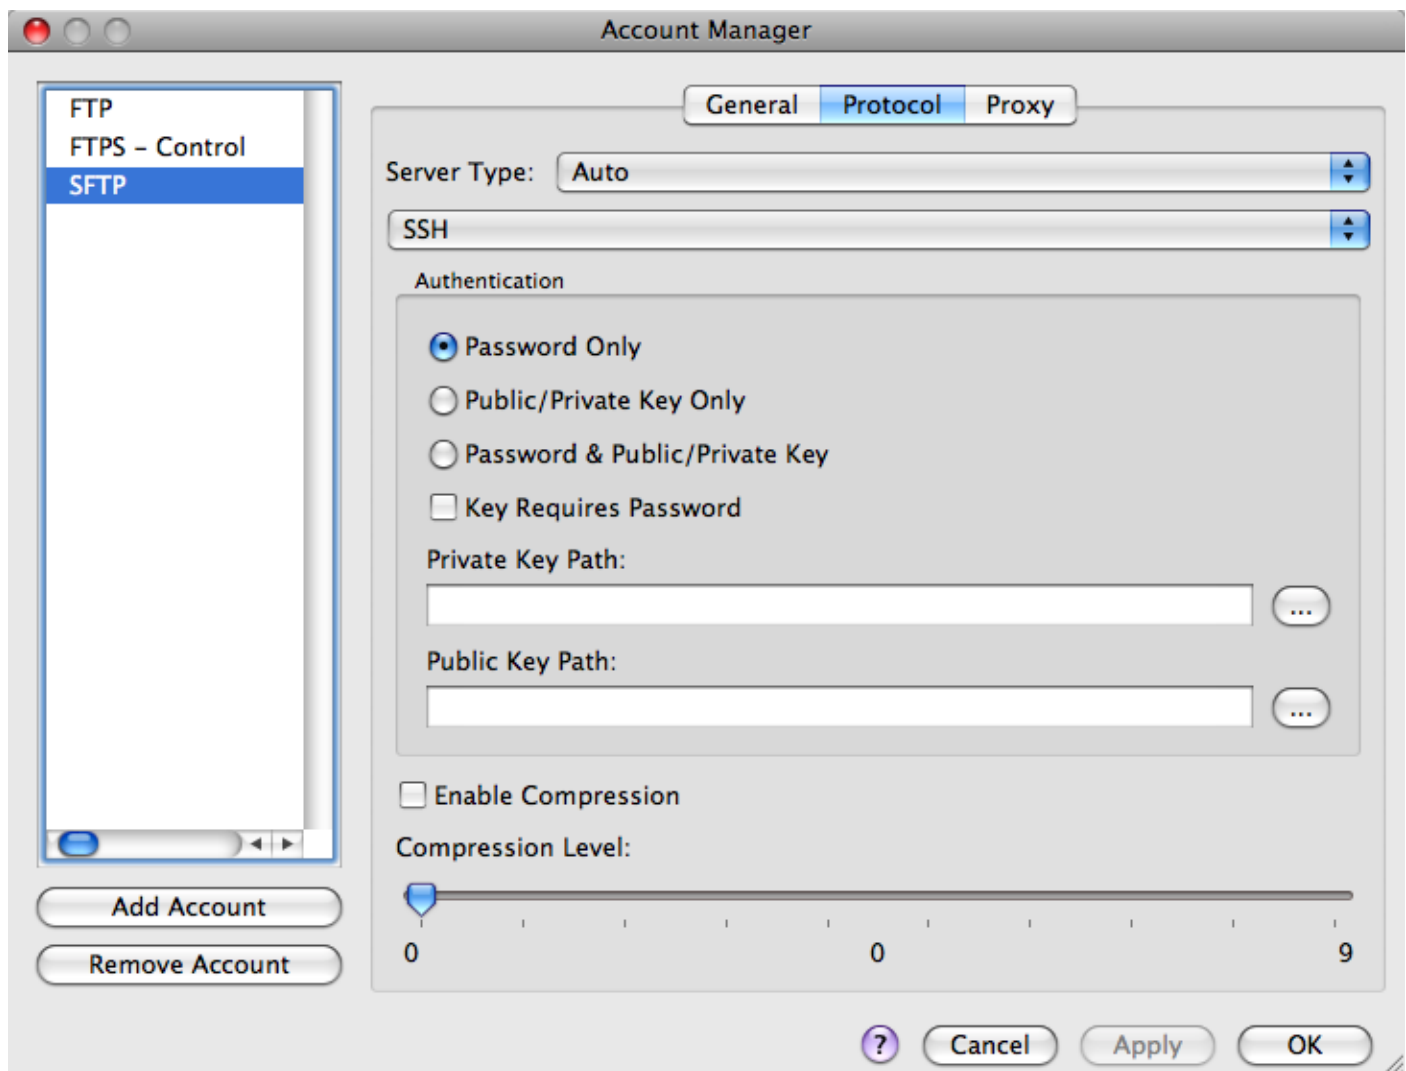 Account Manager
FTP
FTPS - Control
SFTP
Add Account
Remove Account
General Protocol Proxy
Server Type: Auto
SSH
Authentication
Password Only
Public/Private Key Only
Password & Public/Private Key
Key Requires Password
Private Key Path:
...
Public Key Path:
...
Enable Compression
Compression Level:
0 0 9
? Cancel Apply OK